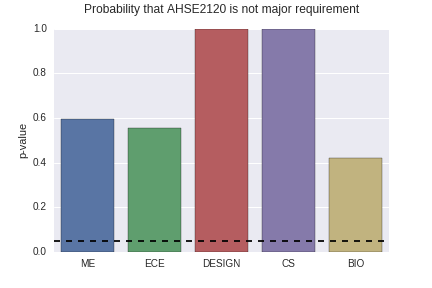 Probability that AHSE2120 is not major requirement
1.0
0.8
0.6
0.4
0.2
0.0
p-value
ME ECE DESIGN CS BIO